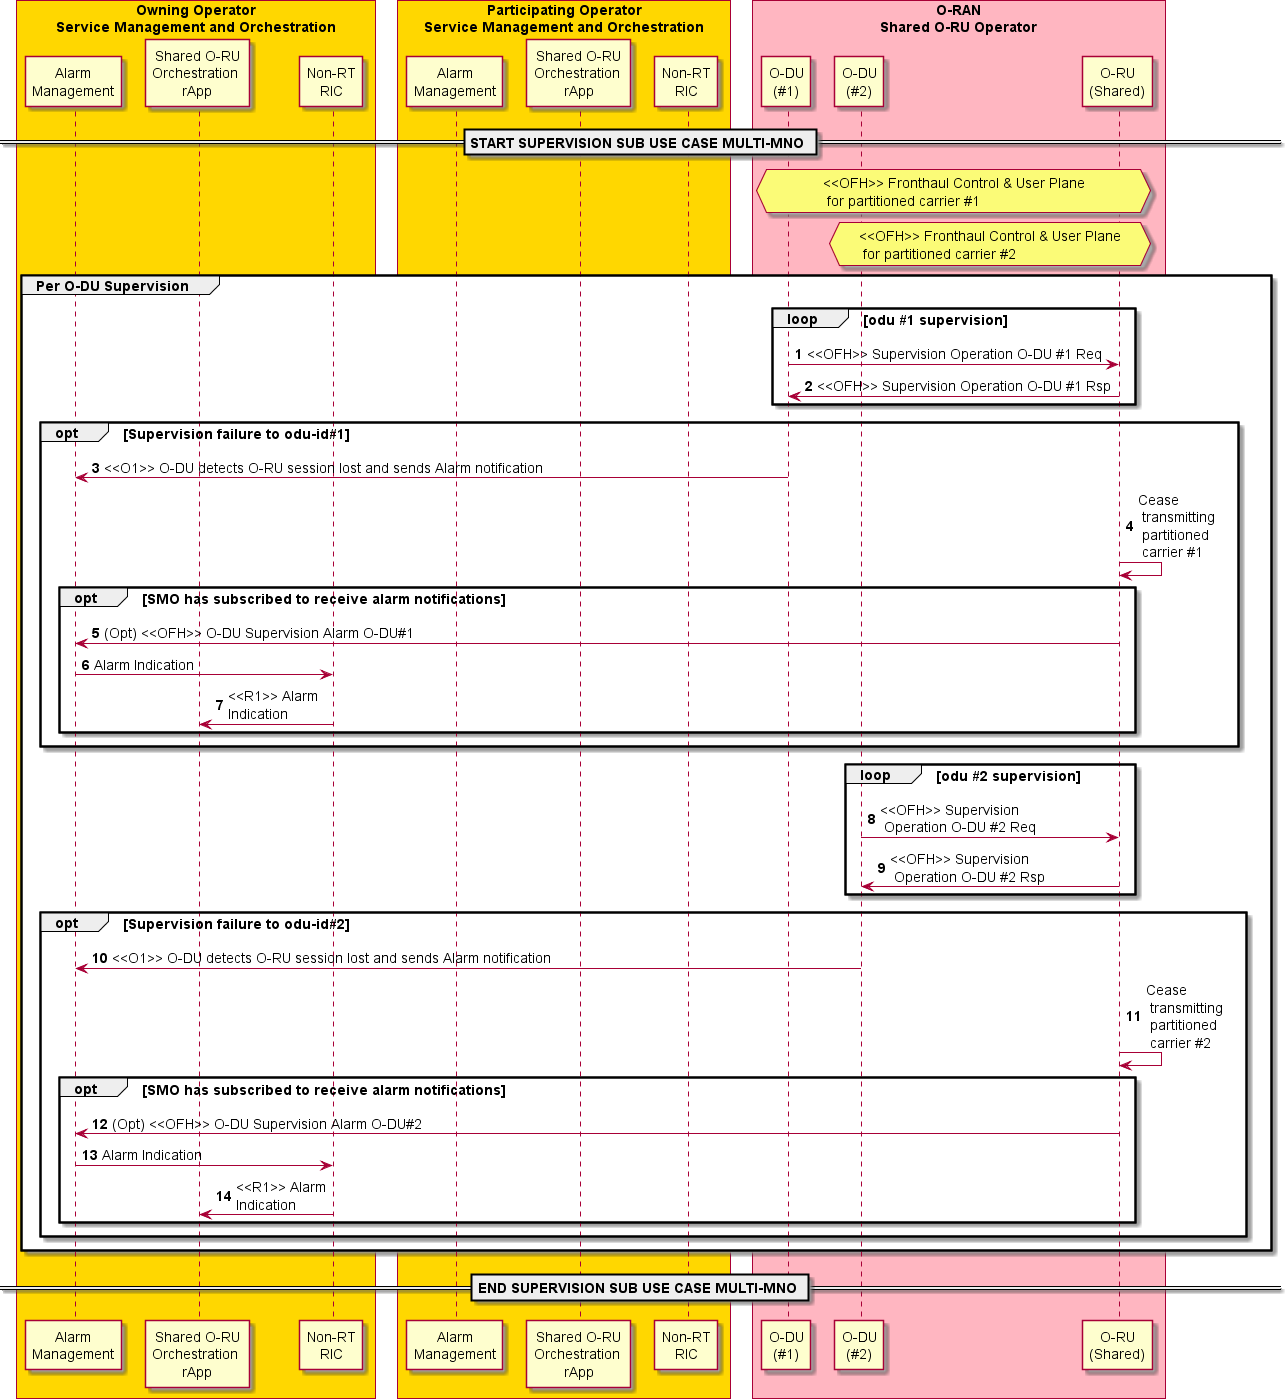 Owning Operator
Service Management and Orchestration
Participating Operator
Service Management and Orchestration
O-RAN
Shared O-RU Operator
Alarm
Management
Shared O-RU
Orchestration
rApp
Non-RT
RIC
Alarm
Management
Shared O-RU
Orchestration
rApp
Non-RT
RIC
O-DU
(#1)
O-DU
(#2)
O-RU
(Shared)
START SUPERVISION SUB USE CASE MULTI-MNO
<<OFH>> Fronthaul Control & User Plane
for partitioned carrier #1
<<OFH>> Fronthaul Control & User Plane
for partitioned carrier #2
Per O-DU Supervision
loop [odu #1 supervision]
1 <<OFH>> Supervision Operation O-DU #1 Req
2 <<OFH>> Supervision Operation O-DU #1 Rsp
opt [Supervision failure to odu-id#1]
3 <<O1>> O-DU detects O-RU session lost and sends Alarm notification
4 Cease
transmitting
partitioned
carrier #1
opt [SMO has subscribed to receive alarm notifications]
5 (Opt) <<OFH>> O-DU Supervision Alarm O-DU#1
6 Alarm Indication
7 <<R1>> Alarm
Indication
loop [odu #2 supervision]
8 <<OFH>> Supervision
Operation O-DU #2 Req
9 <<OFH>> Supervision
Operation O-DU #2 Rsp
opt [Supervision failure to odu-id#2]
10 <<O1>> O-DU detects O-RU session lost and sends Alarm notification
11 Cease
transmitting
partitioned
carrier #2
opt [SMO has subscribed to receive alarm notifications]
12 (Opt) <<OFH>> O-DU Supervision Alarm O-DU#2
13 Alarm Indication
14 <<R1>> Alarm
Indication
END SUPERVISION SUB USE CASE MULTI-MNO
Alarm
Management
Shared O-RU
Orchestration
rApp
Non-RT
RIC
Alarm
Management
Shared O-RU
Orchestration
rApp
Non-RT
RIC
O-DU
(#1)
O-DU
(#2)
O-RU
(Shared)